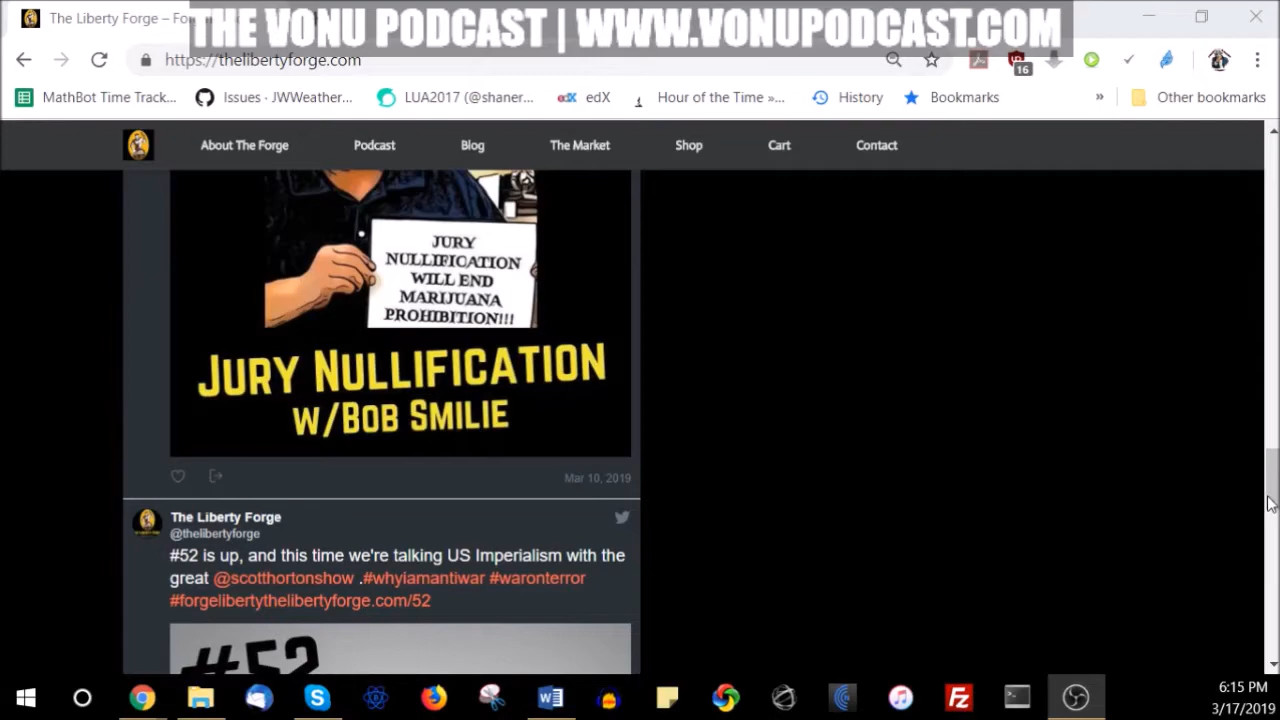 The Liberty Forge – Fo
THE VONU PODCAST | WWW.VONUPODCAST.COM
https://thelibertyforge.com
16
MathBot Time Track...
Issues · JWWeather...
LUA2017 (@shaner...
edX
edX
Hour of the Time »...
History
Bookmarks
»
Other bookmarks
About The Forge
Podcast
Blog
The Market
Shop
Cart
Contact
JURY
NULLIFICATION
WILL END
MARIJUANA
PROHIBITION!!!
JURY NULLIFICATION
W/BOB SMILIE
Mar 10, 2019
The Liberty Forge
@thelibertyforge
#52 is up, and this time we're talking US Imperialism with the
great @scotthortonshow .#whyiamantiwar #waronterror
#forgelibertythelibertyforge.com/52
#52
6:15 PM
3/17/2019